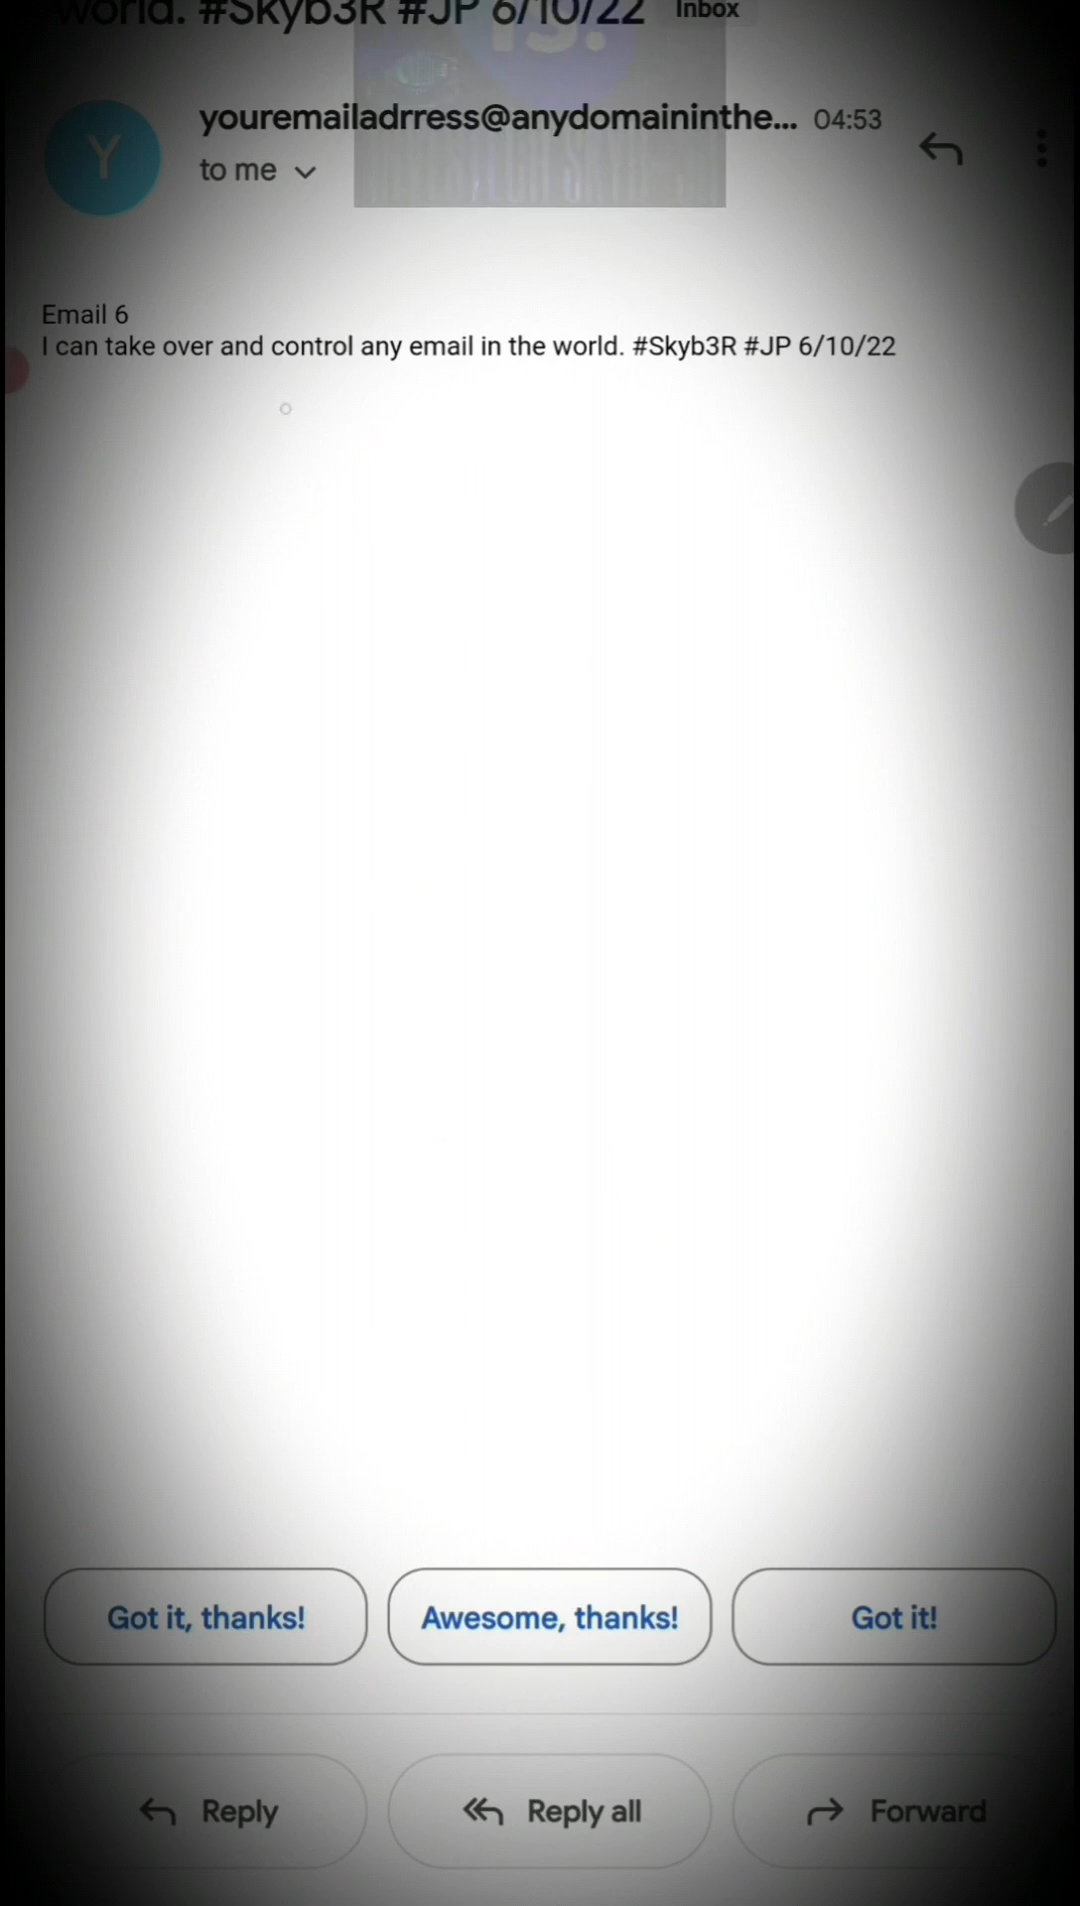 world. #Skyb3R #JP 6/10/22 Inbox
Y
youremailadrress@anydomaininthe... 04:53
to me
Email 6
I can take over and control any email in the world. #Skyb3R #JP 6/10/22
Got it, thanks!
Awesome, thanks!
Got it!
Reply
Reply all
Forward